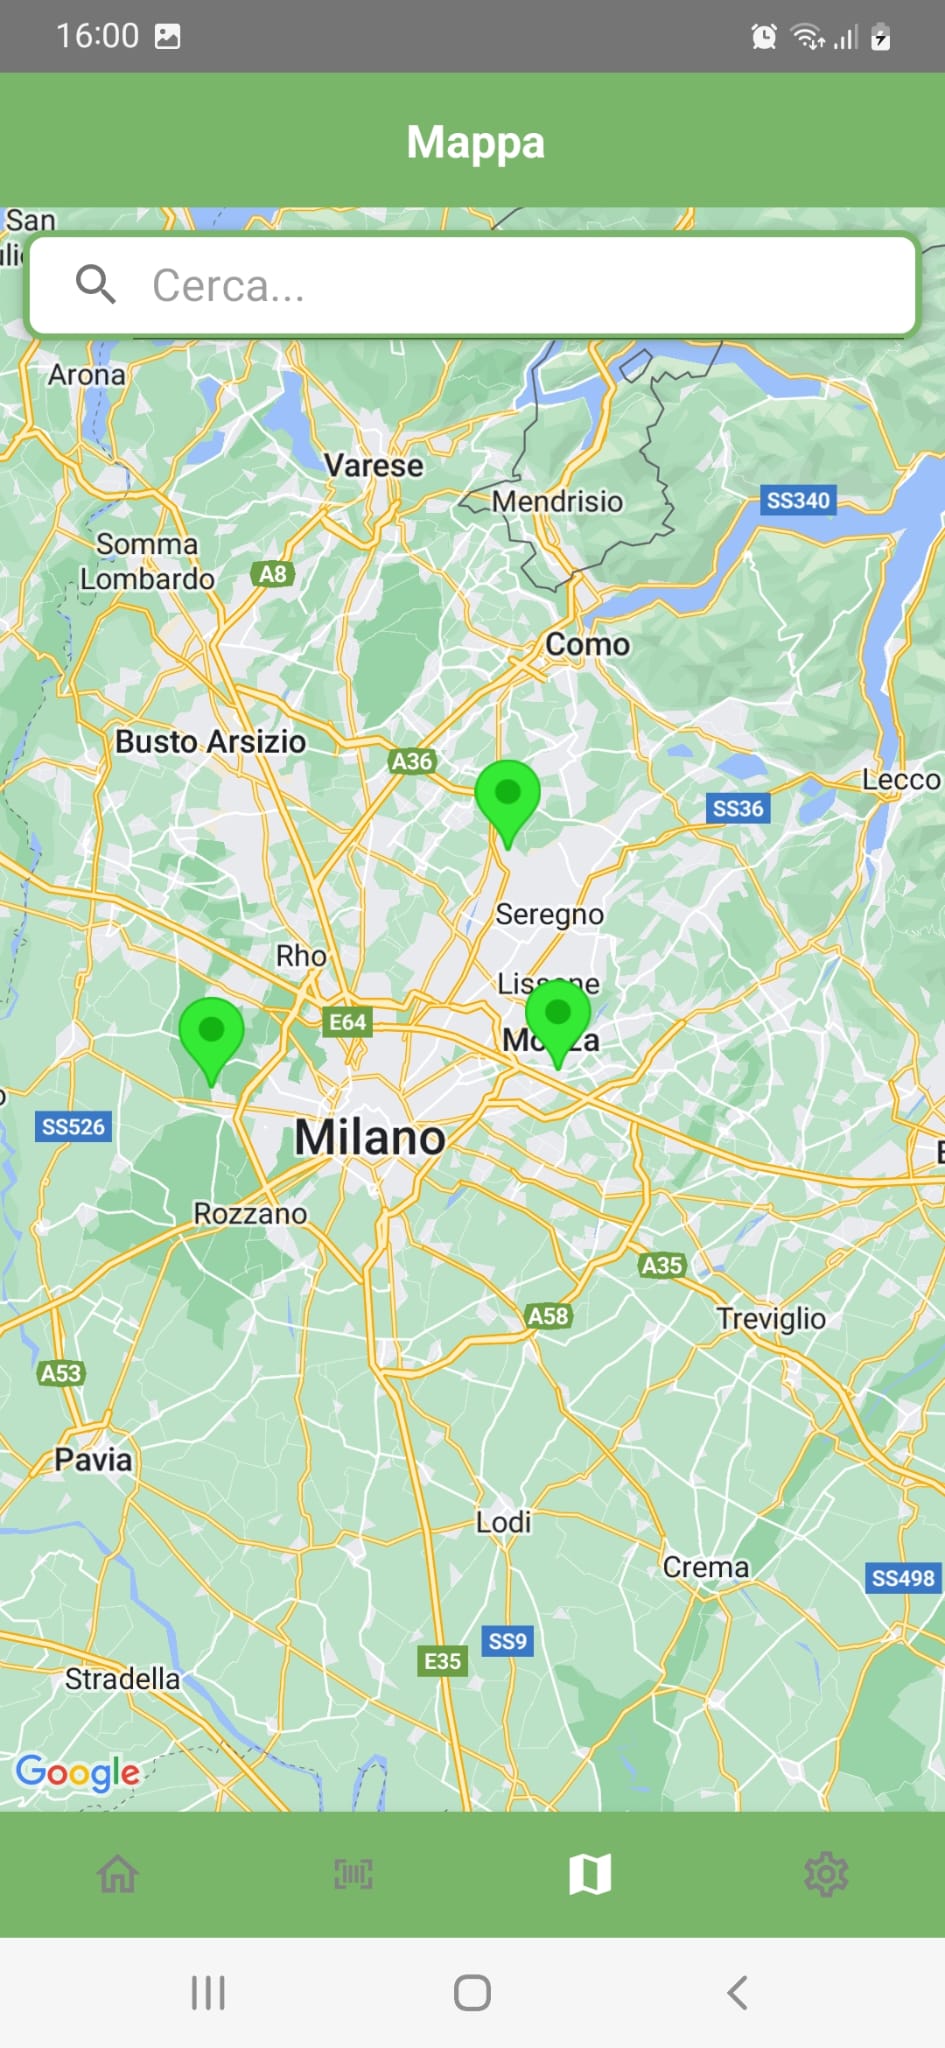 16:00
Mappa
San
Cerca...
Arona
Varese
Mendrisio
SS340
Somma
Lombardo
A8
Como
Busto Arsizio
A36
Lecco
SS36
Seregno
Rho
E64
SS526
Milano
Rozzano
A35
A58
Treviglio
A53
Pavia
Lodi
Crema
SS498
SS9
E35
Stradella
Google